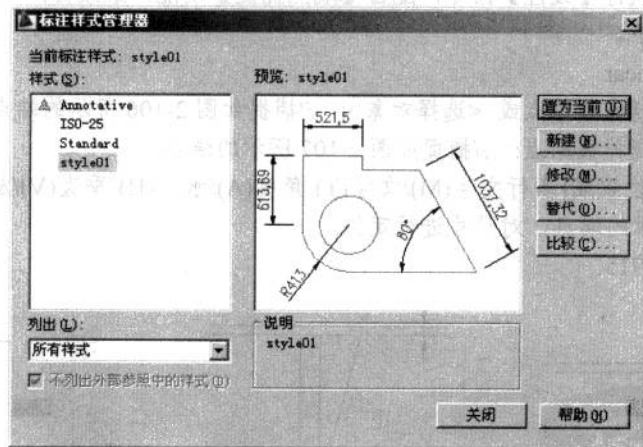 标注样式管理器
当前标注样式: style01
样式(S):
Annotative
ISO-25
Standard
style01
预览: style01
521,5
613,69
1037,32
80°
R413
置为当前(U)
新建(N)...
修改(M)...
替代(O)...
比较(C)...
列出(L):
所有样式
不列出外部参照中的样式(D)
说明
style01
关闭
帮助(H)